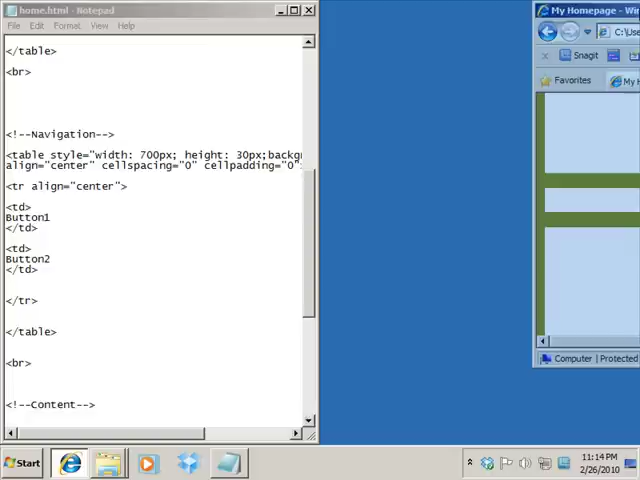 home.html - Notepad
File Edit Format View Help
</table>
<br>
<!--Navigation-->
<table style="width: 700px; height: 30px;backgr
align="center" cellspacing="0" cellpadding="0"
<tr align="center">
<td>
Button1
</td>
<td>
Button2
</td>
</tr>
</table>
<br>
<!--Content-->
My Homepage - Wi
C:\Use
Snagit
Favorites
My H
Computer | Protected
Start
11:14 PM
2/26/2010